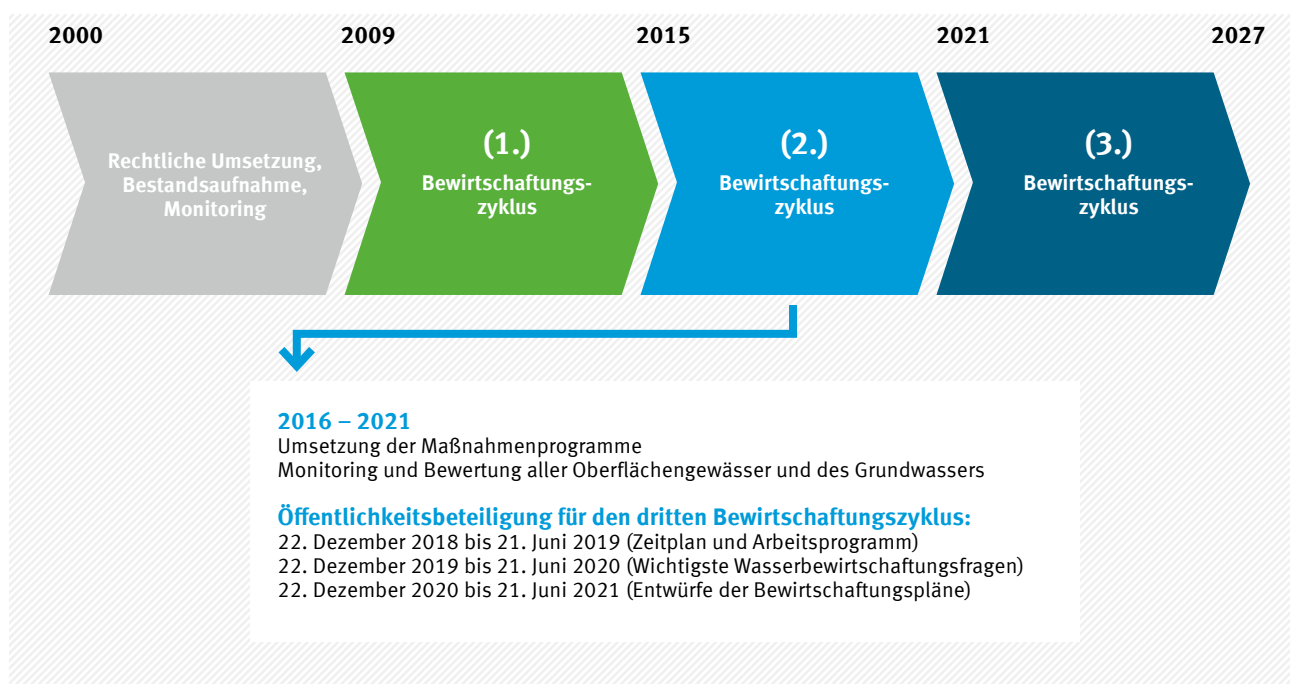 2000 2009 2015 2021 2027
Rechtliche Umsetzung,
Bestandsaufnahme,
Monitoring
(1.)
Bewirtschaftungs-
zyklus
(2.)
Bewirtschaftungs-
zyklus
(3.)
Bewirtschaftungs-
zyklus
2016 – 2021
Umsetzung der Maßnahmenprogramme
Monitoring und Bewertung aller Oberflächengewässer und des Grundwassers
Öffentlichkeitsbeteiligung für den dritten Bewirtschaftungszyklus:
22. Dezember 2018 bis 21. Juni 2019 (Zeitplan und Arbeitsprogramm)
22. Dezember 2019 bis 21. Juni 2020 (Wichtigste Wasserbewirtschaftungsfragen)
22. Dezember 2020 bis 21. Juni 2021 (Entwürfe der Bewirtschaftungspläne)